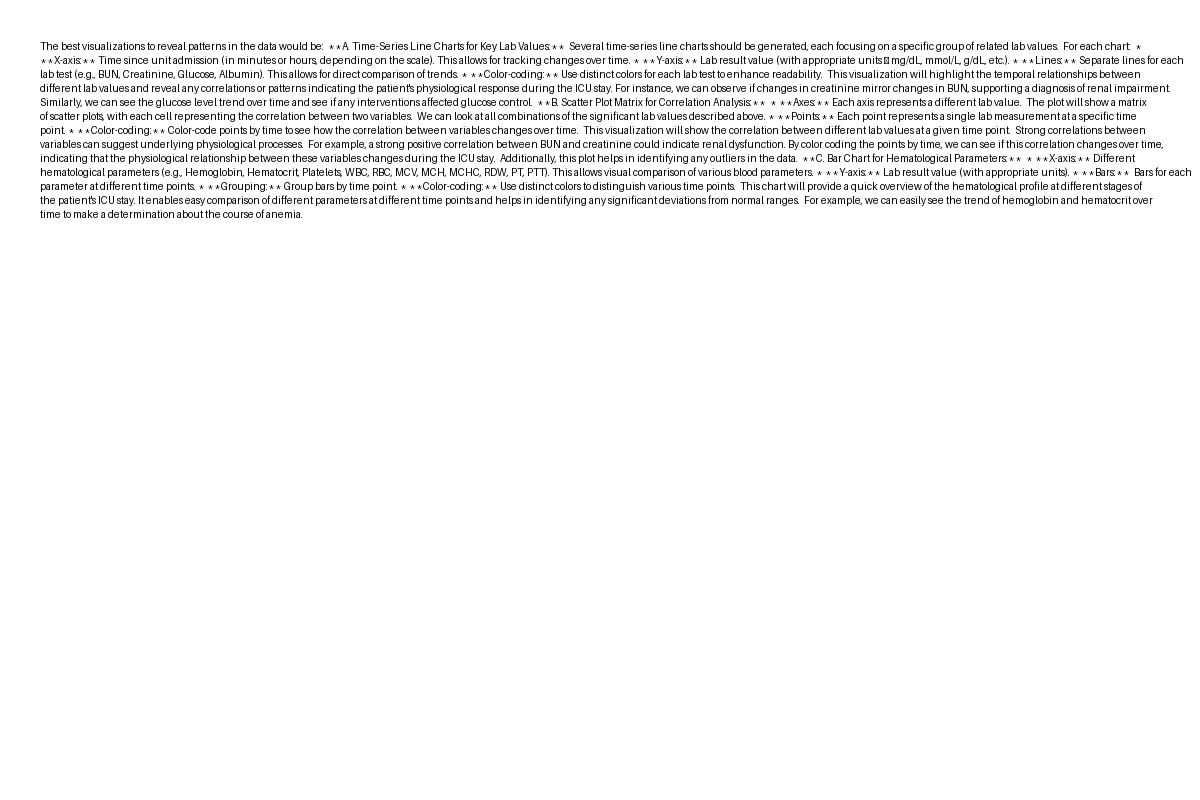 The best visualizations to reveal patterns in the data would be:  **A. Time-Series Line Charts for Key Lab Values:**  Several time-series line charts should be generated, each focusing on a specific group of related lab values.  For each chart:  *
**X-axis:** Time since unit admission (in minutes or hours, depending on the scale). This allows for tracking changes over time. * **Y-axis:** Lab result value (with appropriate units mg/dL, mmol/L, g/dL, etc.). * **Lines:** Separate lines for each
lab test (e.g., BUN, Creatinine, Glucose, Albumin). This allows for direct comparison of trends. * **Color-coding:** Use distinct colors for each lab test to enhance readability.  This visualization will highlight the temporal relationships between
different lab values and reveal any correlations or patterns indicating the patient's physiological response during the ICU stay. For instance, we can observe if changes in creatinine mirror changes in BUN, supporting a diagnosis of renal impairment.
Similarly, we can see the glucose level trend over time and see if any interventions affected glucose control.  **B. Scatter Plot Matrix for Correlation Analysis:**  * **Axes:** Each axis represents a different lab value.  The plot will show a matrix
of scatter plots, with each cell representing the correlation between two variables.  We can look at all combinations of the significant lab values described above. * **Points:** Each point represents a single lab measurement at a specific time
point. * **Color-coding:** Color-code points by time to see how the correlation between variables changes over time.  This visualization will show the correlation between different lab values at a given time point.  Strong correlations between
variables can suggest underlying physiological processes.  For example, a strong positive correlation between BUN and creatinine could indicate renal dysfunction. By color coding the points by time, we can see if this correlation changes over time,
indicating that the physiological relationship between these variables changes during the ICU stay.  Additionally, this plot helps in identifying any outliers in the data.  **C. Bar Chart for Hematological Parameters:**  * **X-axis:** Different
hematological parameters (e.g., Hemoglobin, Hematocrit, Platelets, WBC, RBC, MCV, MCH, MCHC, RDW, PT, PTT). This allows visual comparison of various blood parameters. * **Y-axis:** Lab result value (with appropriate units). * **Bars:**  Bars for each
parameter at different time points. * **Grouping:** Group bars by time point. * **Color-coding:** Use distinct colors to distinguish various time points.  This chart will provide a quick overview of the hematological profile at different stages of
the patient's ICU stay. It enables easy comparison of different parameters at different time points and helps in identifying any significant deviations from normal ranges.  For example, we can easily see the trend of hemoglobin and hematocrit over
time to make a determination about the course of anemia.